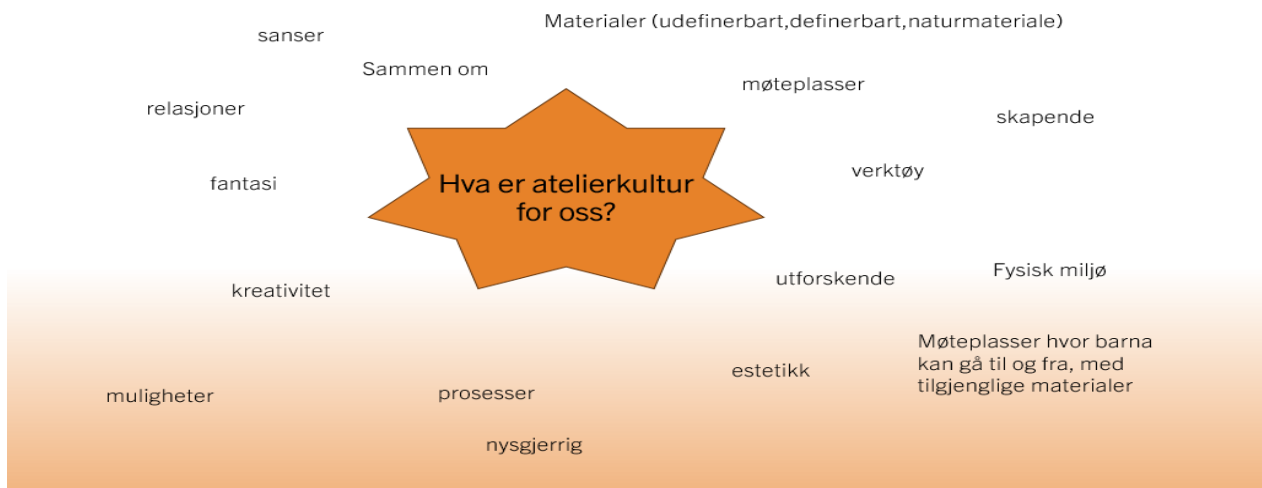 Materialer (udefinerbart,definerbart,naturmateriale)
sanser
Sammen om
møteplasser
relasjoner
skapende
verktøy
fantasi
Hva er atelierkultur
for oss?
Fysisk miljø
utforskende
kreativitet
Møteplasser hvor barna
kan gå til og fra, med
tilgjenglige materialer
estetikk
muligheter
prosesser
nysgjerrig